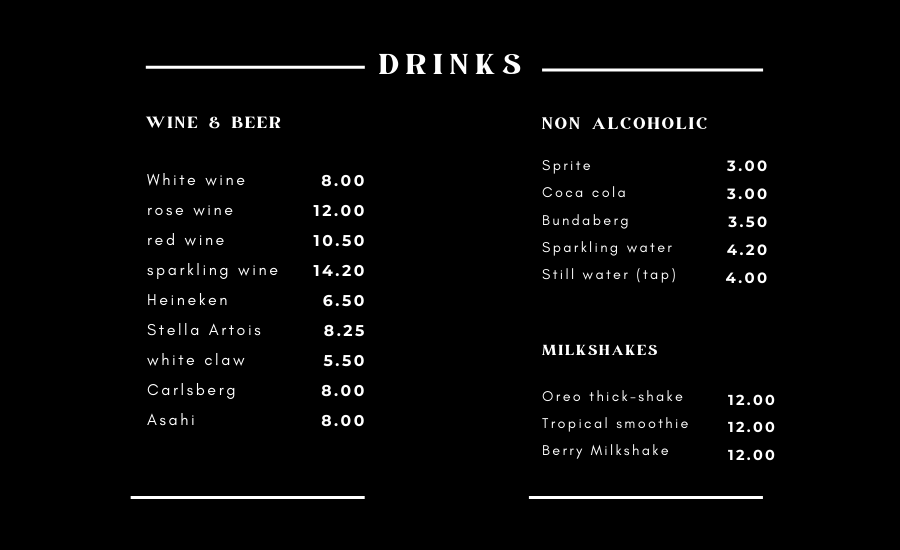 DRINKS
WINE & BEER
White wine 8.00
rose wine 12.00
red wine 10.50
sparkling wine 14.20
Heineken 6.50
Stella Artois 8.25
white claw 5.50
Carlsberg 8.00
Asahi 8.00
NON ALCOHOLIC
Sprite 3.00
Coca cola 3.00
Bundaberg 3.50
Sparkling water 4.20
Still water (tap) 4.00
MILKSHAKES
Oreo thick-shake 12.00
Tropical smoothie 12.00
Berry Milkshake 12.00